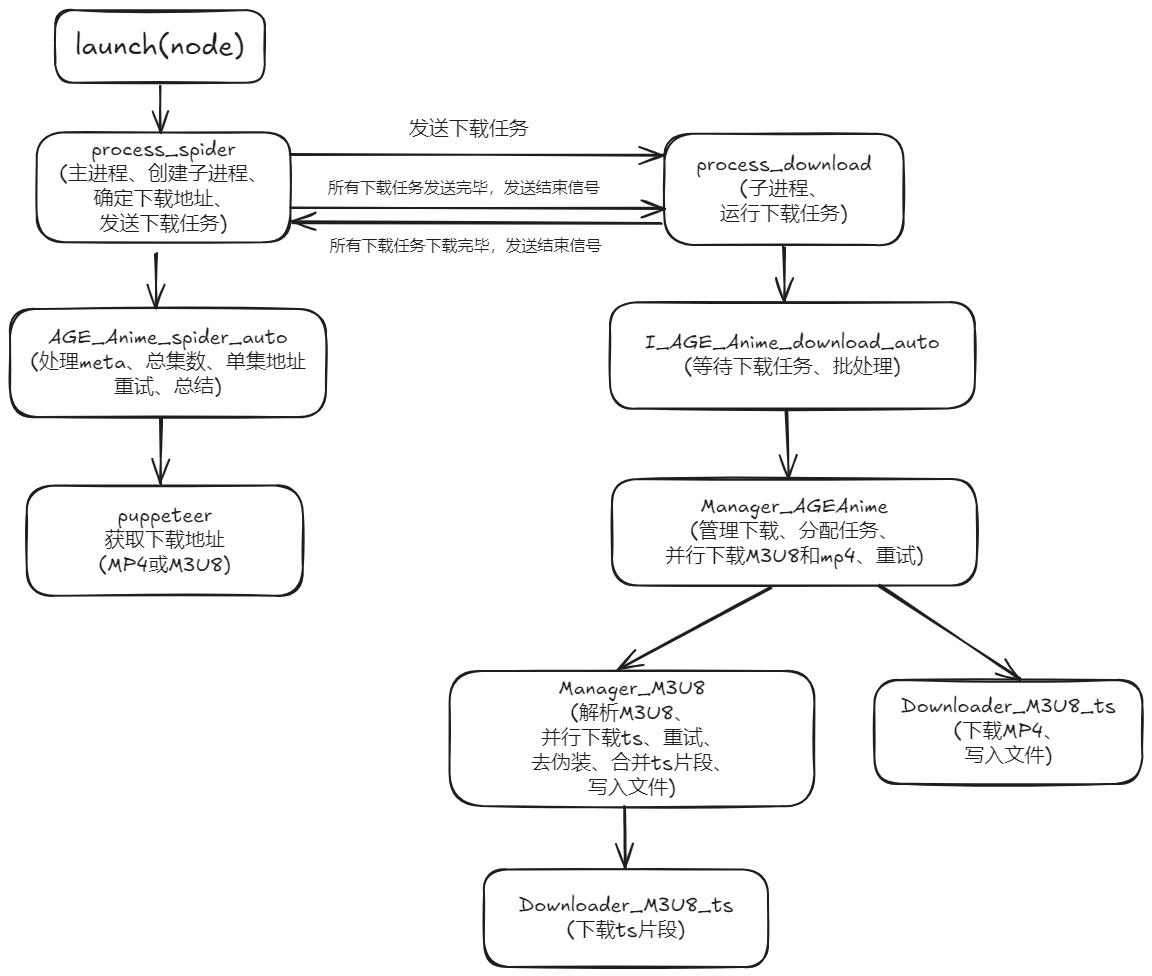 launch(node)
process_spider
(主进程、创建子进程、
确定下载地址、
发送下载任务)
发送下载任务
所有下载任务发送完毕，发送结束信号
所有下载任务下载完毕，发送结束信号
process_download
(子进程、
运行下载任务)
AGE_Anime_spider_auto
(处理meta、总集数、单集地址
重试、总结)
I_AGE_Anime_download_auto
(等待下载任务、批处理)
puppeteer
获取下载地址
(MP4或M3U8)
Manager_AGEAnime
(管理下载、分配任务、
并行下载M3U8和mp4、重试)
Manager_M3U8
(解析M3U8、
并行下载ts、重试、
去伪装、合并ts片段、
写入文件)
Downloader_M3U8_ts
(下载MP4、
写入文件)
Downloader_M3U8_ts
(下载ts片段)